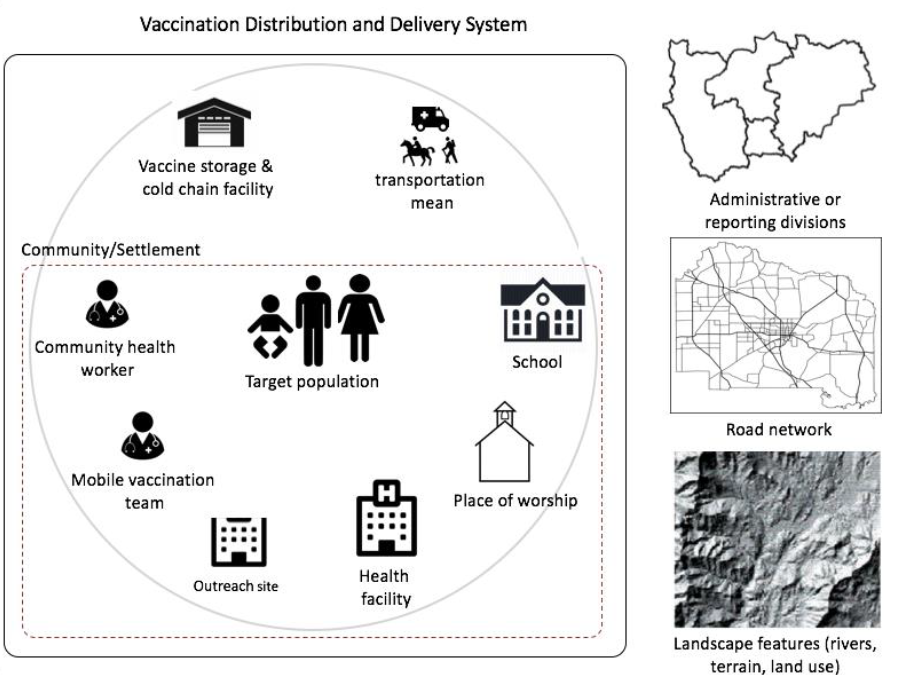 Vaccination Distribution and Delivery System
Vaccine storage &
cold chain facility
transportation
mean
Community/Settlement
Community health
worker
Target population
School
Mobile vaccination
team
Place of worship
H
Outreach site
Health
facility
Administrative or
reporting divisions
Road network
Landscape features (rivers,
terrain, land use)